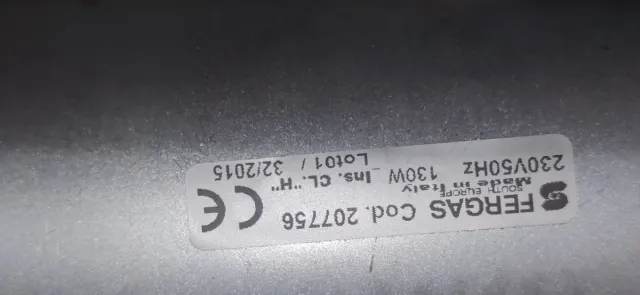 FERGAS Cod. 207756
SOUTH EUROPE
Made in Italy
230V50Hz 130W Ins. CL."H"
Lot01 / 32/2015
CE